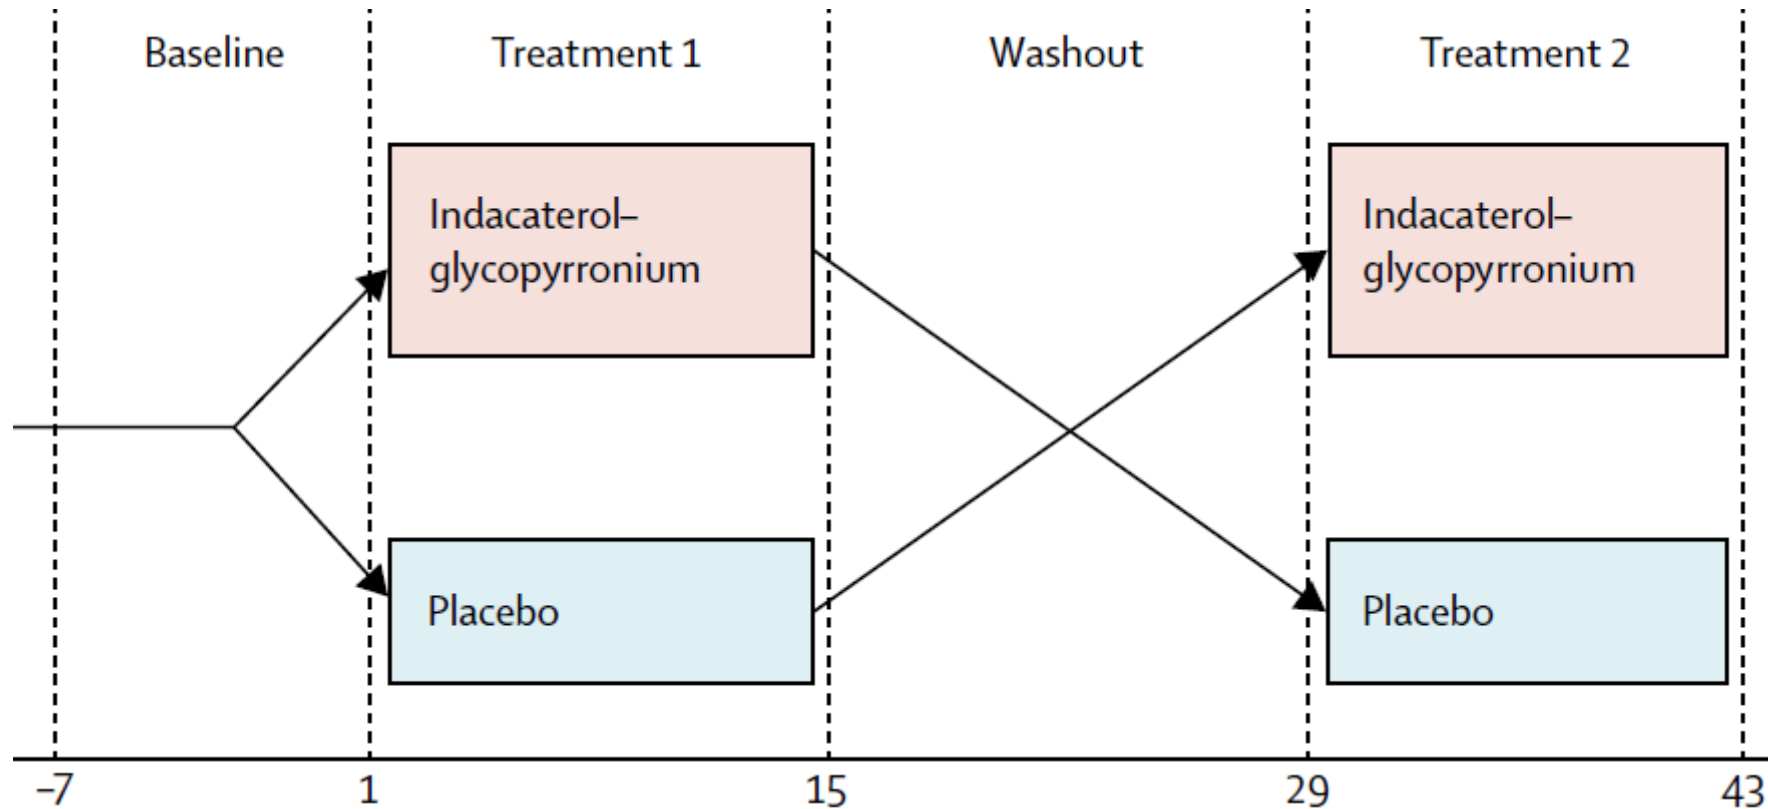 Baseline
Treatment 1
Washout
Treatment 2
Indacaterol–
glycopyrronium
Indacaterol–
glycopyrronium
Placebo
Placebo
–7
1
15
29
43